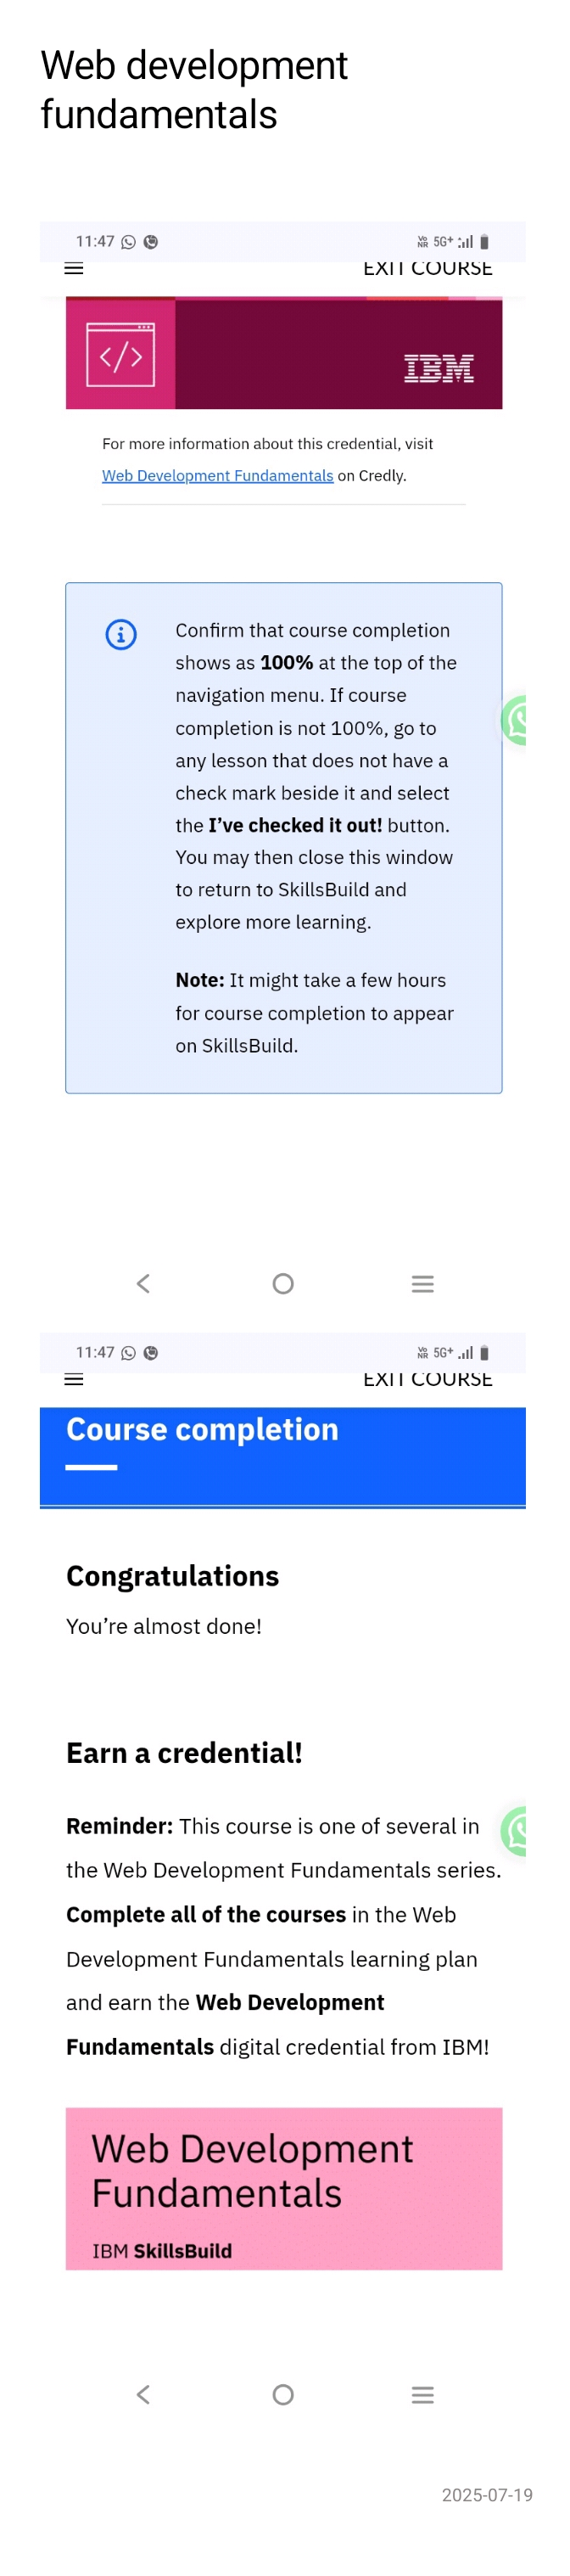 Web development
fundamentals
11:47
Vo
NR 5G+
EXIT COURSE
</>
IBM
For more information about this credential, visit
Web Development Fundamentals on Credly.
Confirm that course completion
shows as 100% at the top of the
navigation menu. If course
completion is not 100%, go to
any lesson that does not have a
check mark beside it and select
the I’ve checked it out! button.
You may then close this window
to return to SkillsBuild and
explore more learning.
Note: It might take a few hours
for course completion to appear
on SkillsBuild.
11:47
Vo
NR 5G+
EXIT COURSE
Course completion
Congratulations
You’re almost done!
Earn a credential!
Reminder: This course is one of several in
the Web Development Fundamentals series.
Complete all of the courses in the Web
Development Fundamentals learning plan
and earn the Web Development
Fundamentals digital credential from IBM!
Web Development
Fundamentals
IBM SkillsBuild
2025-07-19